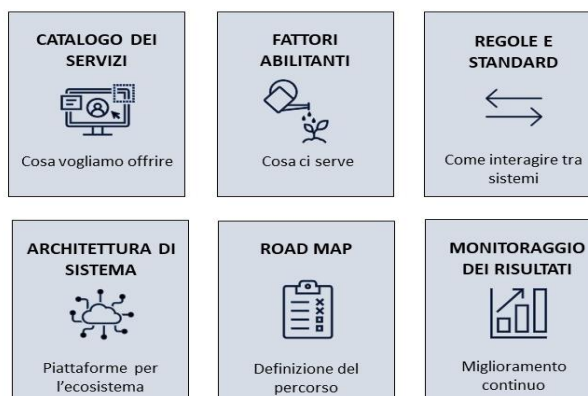 CATALOGO DEI
SERVIZI
Cosa vogliamo offrire
FATTORI
ABILITANTI
Cosa ci serve
REGOLE E
STANDARD
Come interagire tra
sistemi
ARCHITETTURA DI
SISTEMA
Piattaforme per
l'ecosistema
ROAD MAP
Definizione del
percorso
MONITORAGGIO
DEI RISULTATI
Miglioramento
continuo